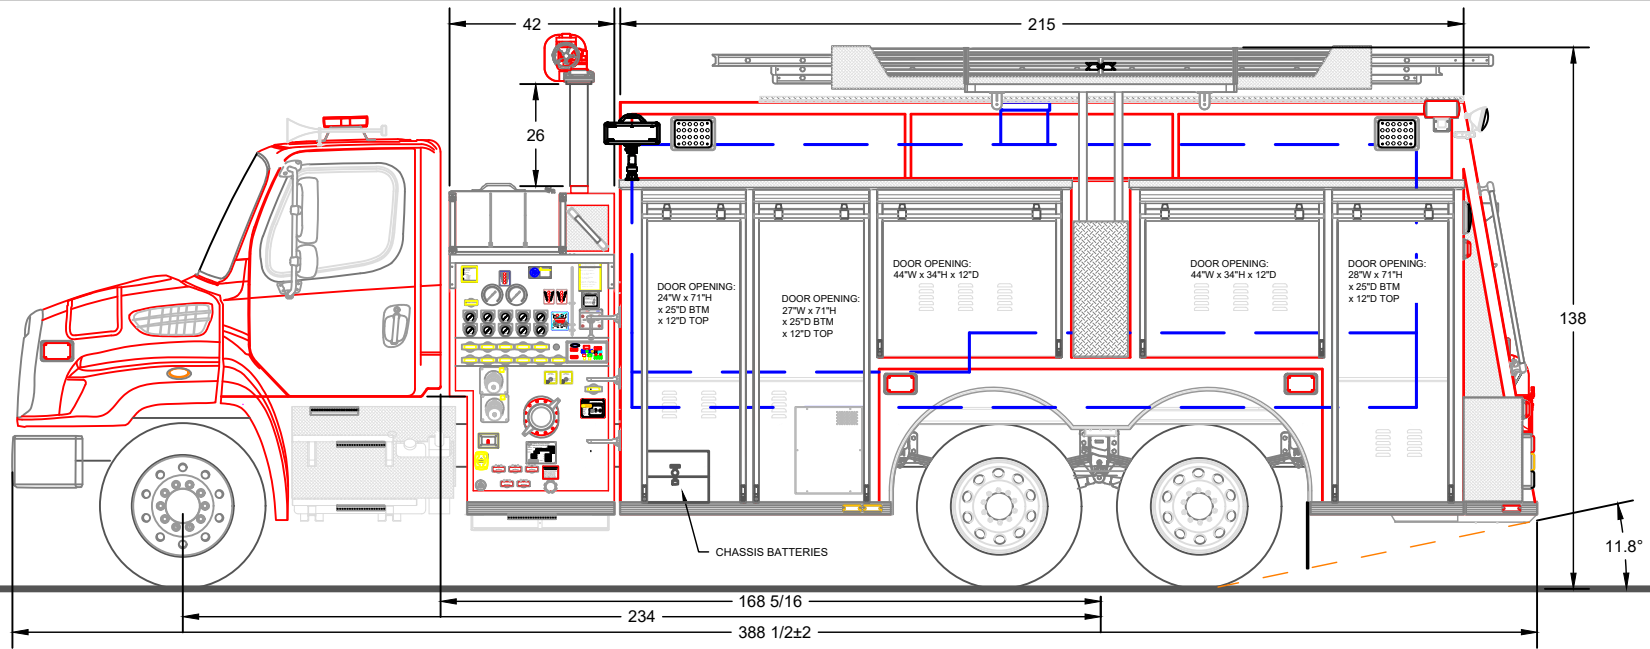 42
215
26
138
DOOR OPENING:
24"W x 71"H
x 25"D BTM
x 12"D TOP
DOOR OPENING:
27"W x 71"H
x 25"D BTM
x 12"D TOP
DOOR OPENING:
44"W x 34"H x 12"D
DOOR OPENING:
44"W x 34"H x 12"D
DOOR OPENING:
28"W x 71"H
x 25"D BTM
x 12"D TOP
CHASSIS BATTERIES
11.8°
168 5/16
234
388 1/2±2